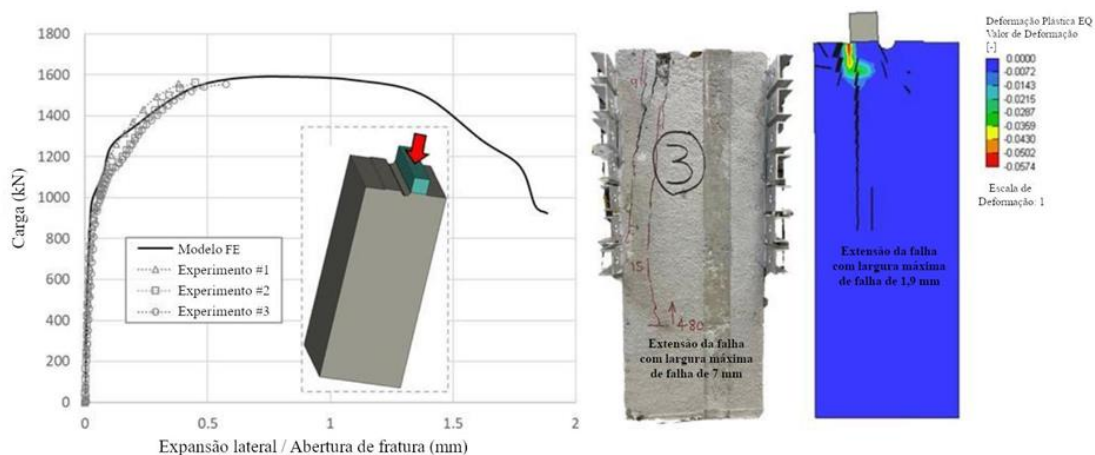 1800
1600
1400
1200
1000
800
600
400
200
0
Carga (kN)
0
0.5
1
1.5
2
Expansão lateral / Abertura de fratura (mm)
Modelo FE
Experimento #1
Experimento #2
Experimento #3
3
15
480
Extensão da falha
com largura máxima
de falha de 7 mm
Extensão da falha
com largura máxima
de falha de 1,9 mm
Deformação Plástica EQ
Valor de Deformação
[-]
0.0000
-0.0072
-0.0143
-0.0215
-0.0287
-0.0359
-0.0430
-0.0502
-0.0574
Escala de
Deformação: 1